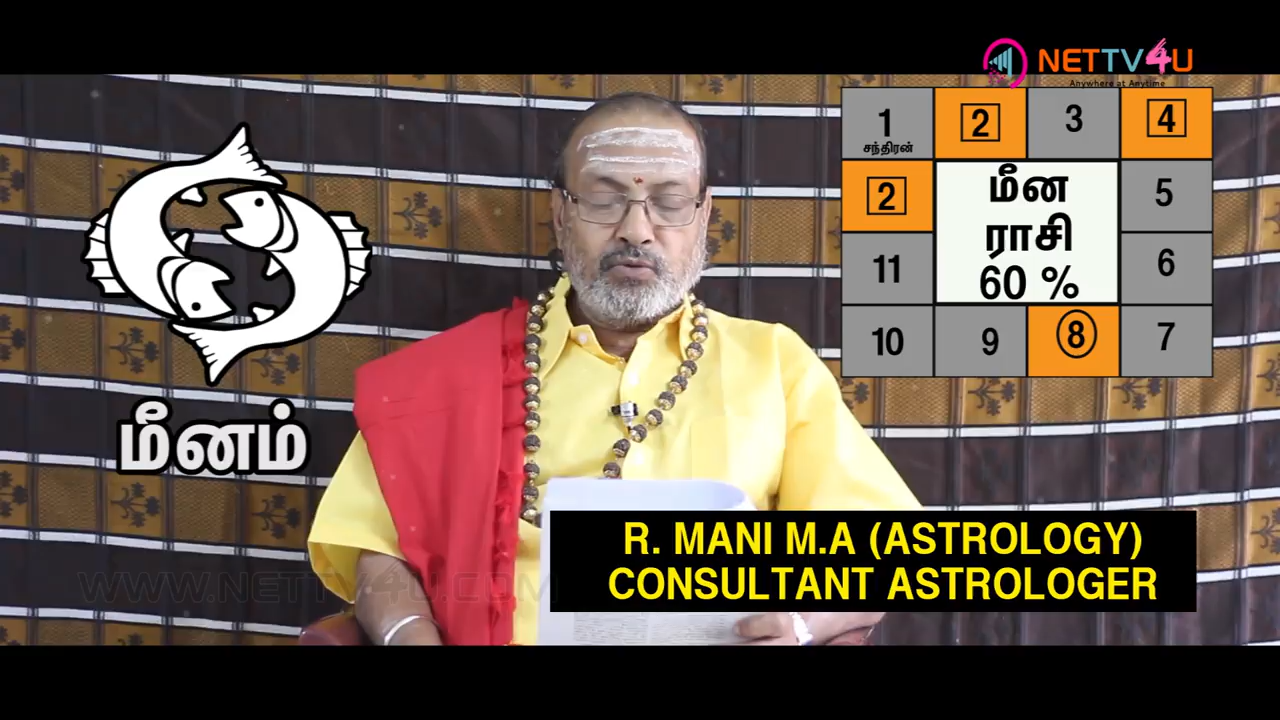 NETTV4U
Anywhere at Anytime
1 2 3 4
சந்திரன்
2 மீன 5
ராசி
11 60 % 6
10 9 8 7
மீனம்
R. MANI M.A (ASTROLOGY)
CONSULTANT ASTROLOGER
WWW.NETTV4U.COM